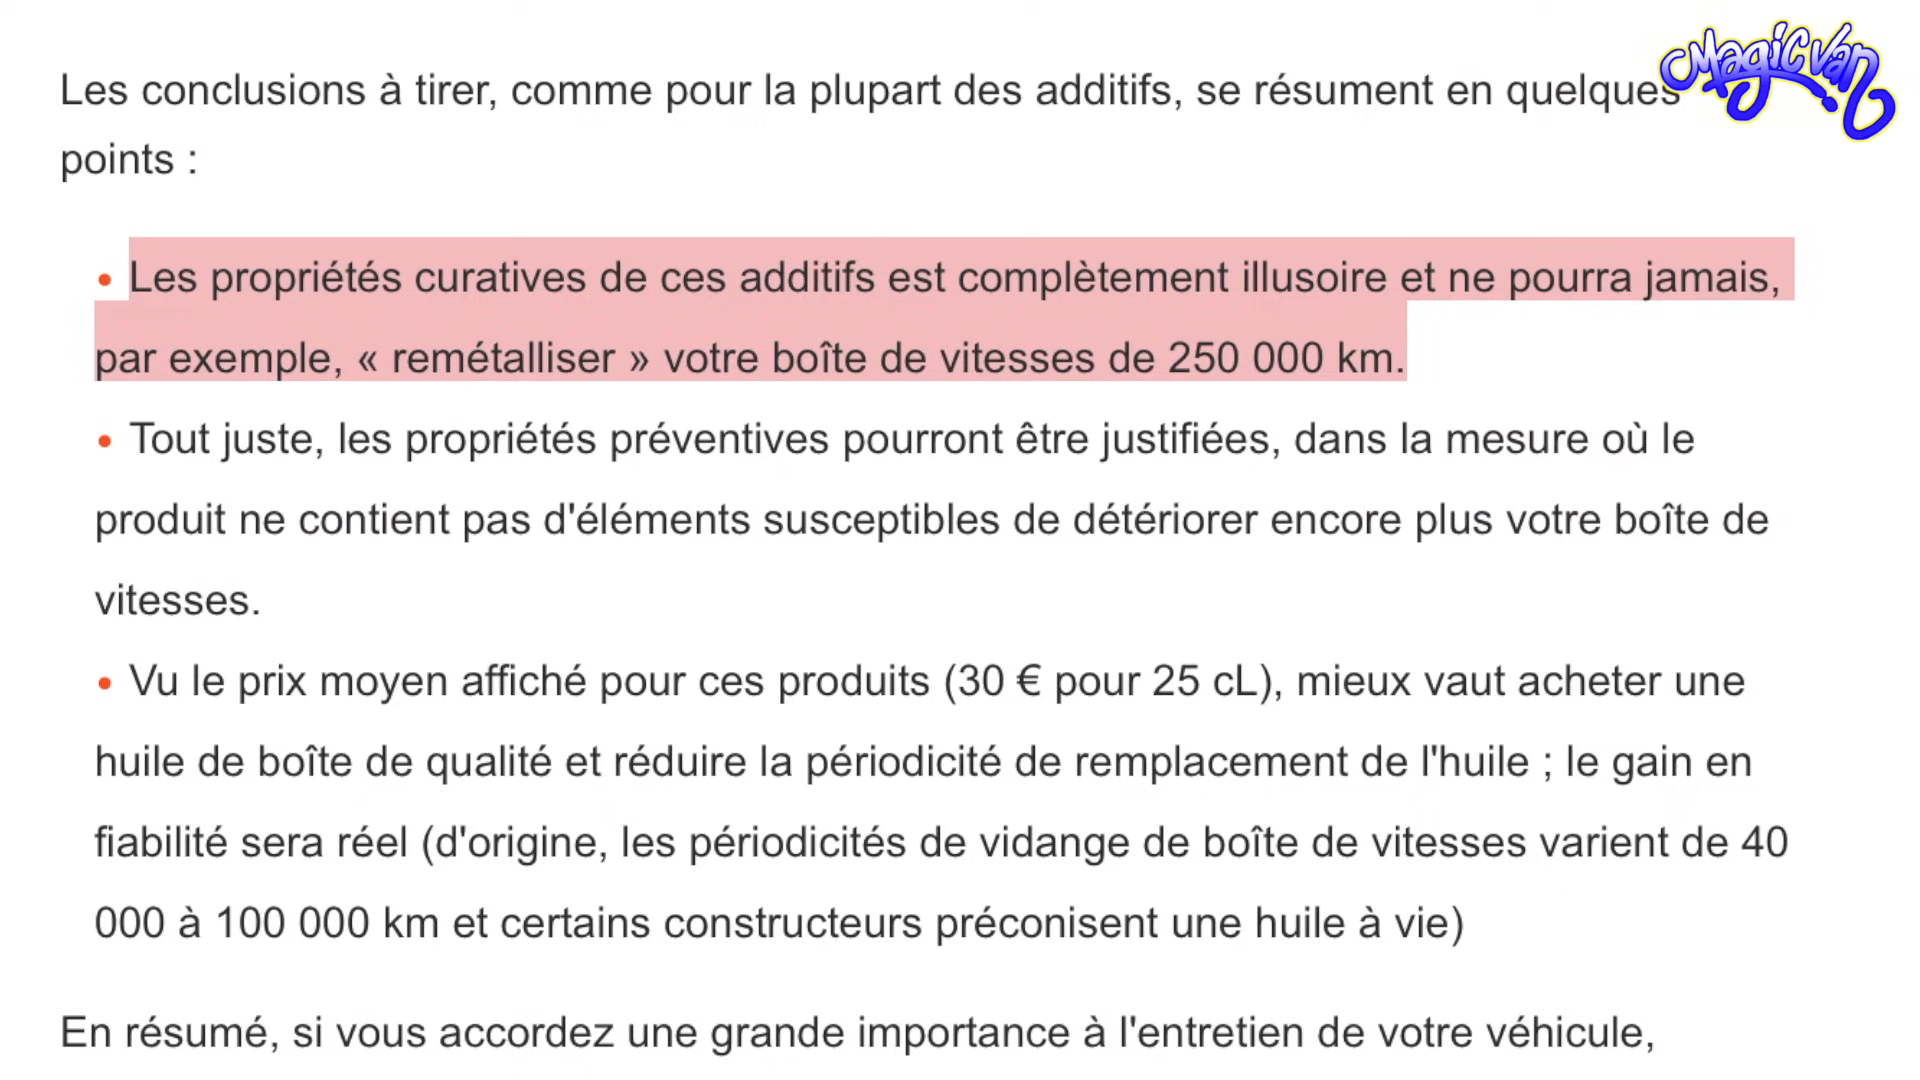 MagicVan
Les conclusions à tirer, comme pour la plupart des additifs, se résument en quelques
points :
• Les propriétés curatives de ces additifs est complètement illusoire et ne pourra jamais,
par exemple, « remétalliser » votre boîte de vitesses de 250 000 km.
• Tout juste, les propriétés préventives pourront être justifiées, dans la mesure où le
produit ne contient pas d'éléments susceptibles de détériorer encore plus votre boîte de
vitesses.
• Vu le prix moyen affiché pour ces produits (30 € pour 25 cL), mieux vaut acheter une
huile de boîte de qualité et réduire la périodicité de remplacement de l'huile ; le gain en
fiabilité sera réel (d'origine, les périodicités de vidange de boîte de vitesses varient de 40
000 à 100 000 km et certains constructeurs préconisent une huile à vie)
En résumé, si vous accordez une grande importance à l'entretien de votre véhicule,